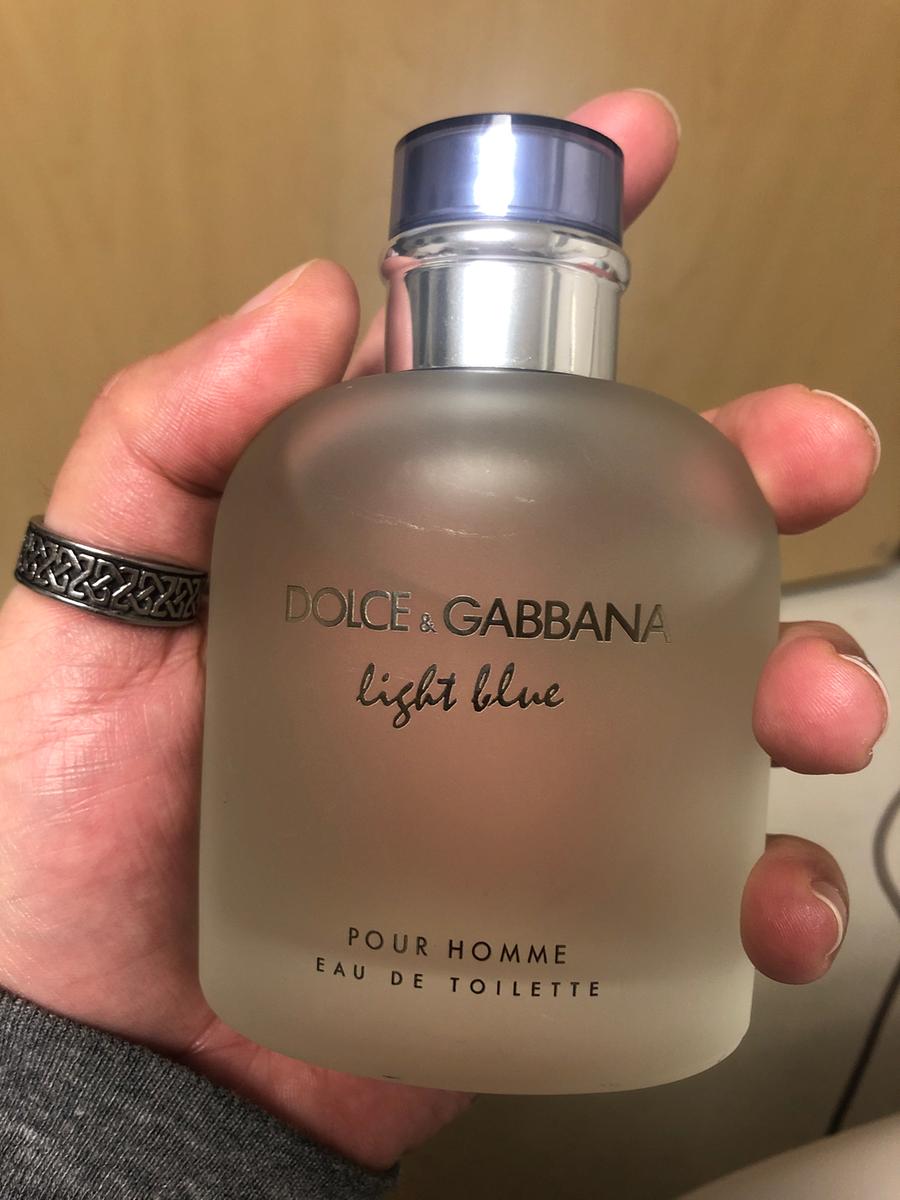 DOLCE & GABBANA
light blue
POUR HOMME
EAU DE TOILETTE